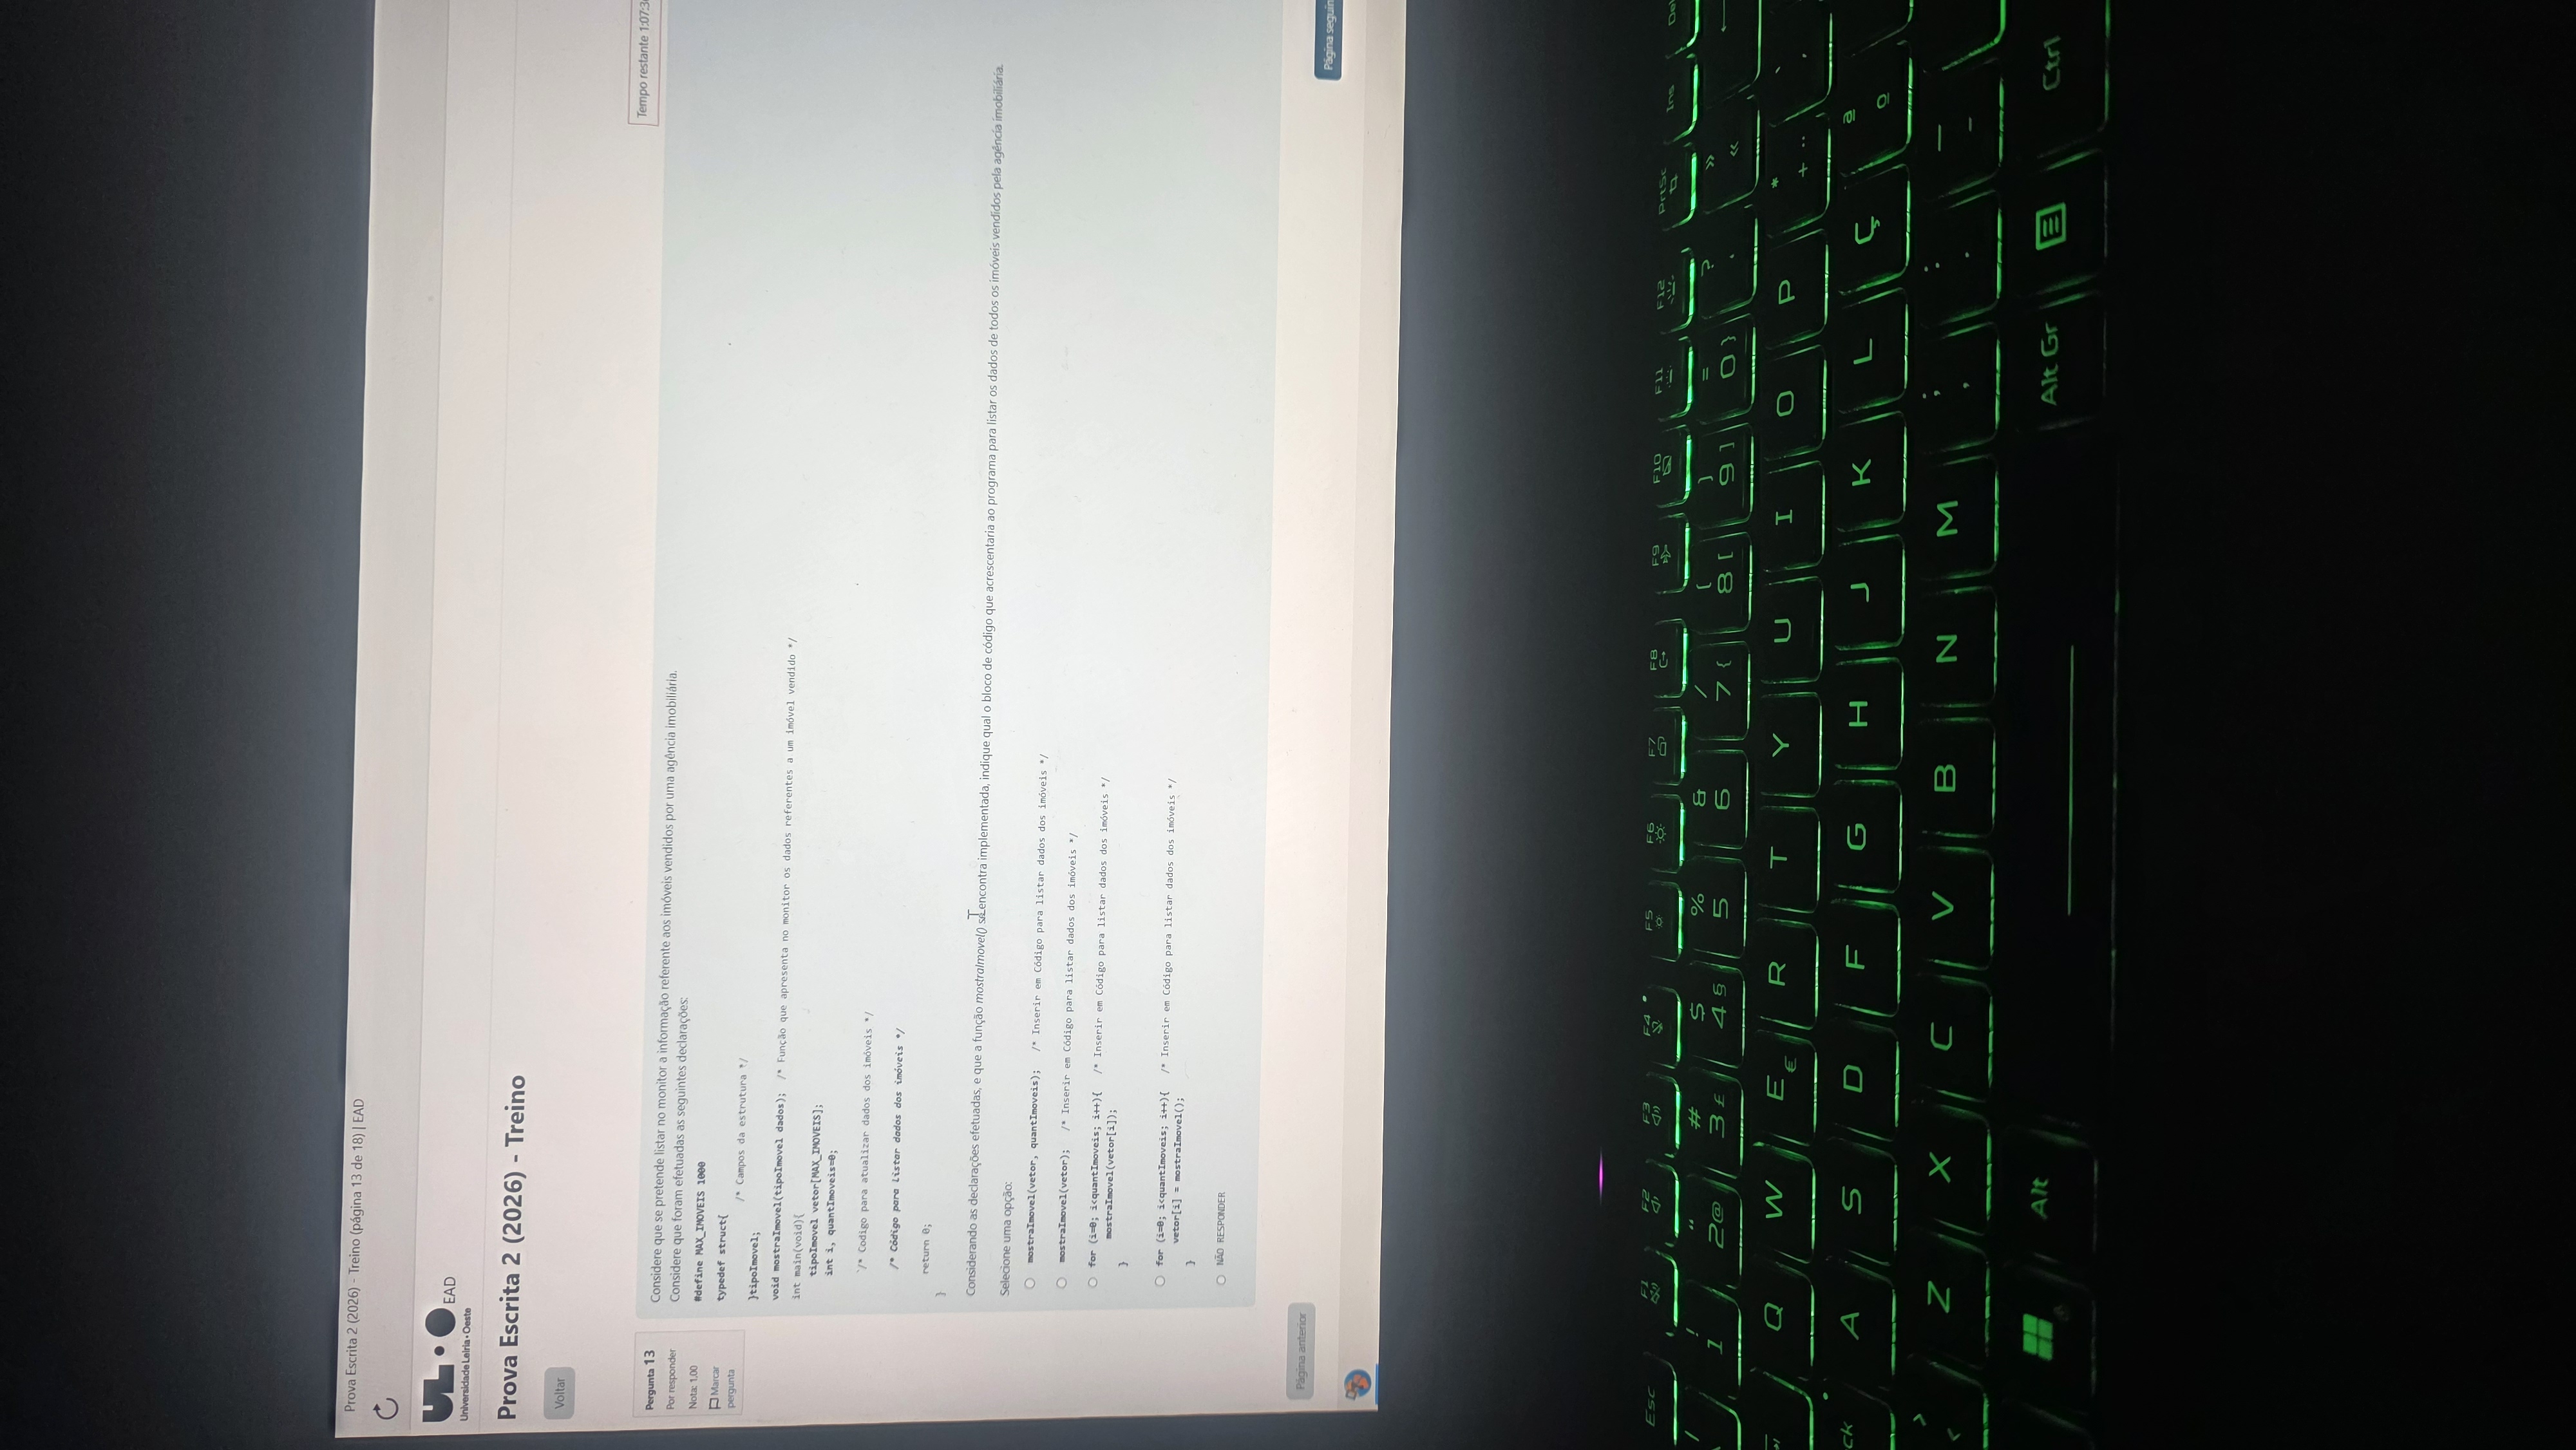 Prova Escrita 2 (2026) - Treino (página 13 de 18) | EAD
UL EAD
Universidade Leiria • Oeste
Prova Escrita 2 (2026) - Treino
Voltar
Tempo restante 1:07:3
Pergunta 13
Por responder
Nota: 1,00
Marcar
pergunta
Considere que se pretende listar no monitor a informação referente aos imóveis vendidos por uma agência imobiliária.
Considere que foram efetuadas as seguintes declarações:
#define MAX_IMOVEIS 1000
typedef struct{
/* Campos da estrutura */
}tipoImovel;
void mostraImovel(tipoImovel dados); /* Função que apresenta no monitor os dados referentes a um imóvel vendido */
int main(void){
tipoImovel vetor[MAX_IMOVEIS];
int i, quantImoveis=0;
`/* Codigo para atualizar dados dos imóveis */
/* Código para listar dados dos imóveis */
return 0;
}
Considerando as declarações efetuadas, e que a função mostraImovel() se encontra implementada, indique qual o bloco de código que acrescentaria ao programa para listar os dados de todos os imóveis vendidos pela agência imobiliária.
Selecione uma opção:
mostraImovel(vetor, quantImoveis); /* Inserir em Código para listar dados dos imóveis */
mostraImovel(vetor); /* Inserir em Código para listar dados dos imóveis */
for (i=0; i<quantImoveis; i++){ /* Inserir em Código para listar dados dos imóveis */
mostraImovel(vetor[i]);
}
for (i=0; i<quantImoveis; i++){ /* Inserir em Código para listar dados dos imóveis */
vetor[i] = mostraImovel();
}
NÃO RESPONDER
Página anterior
Página seguin
Esc F1 F2 F3 F4 F5 F6 F7 F8 F9 F10 F11 F12 PrtSc Ins De
! " # $ % & / ( ) = ? »
1 2@ 3£ 4§ 5 6 7{ 8[ 9] 0} ' «
Q W E € R T Y U I O P * + ¨ ` ´
ck A S D F G H J K L Ç ª º
> < Z X C V B N M ; , : . _ -
Alt Alt Gr Ctrl